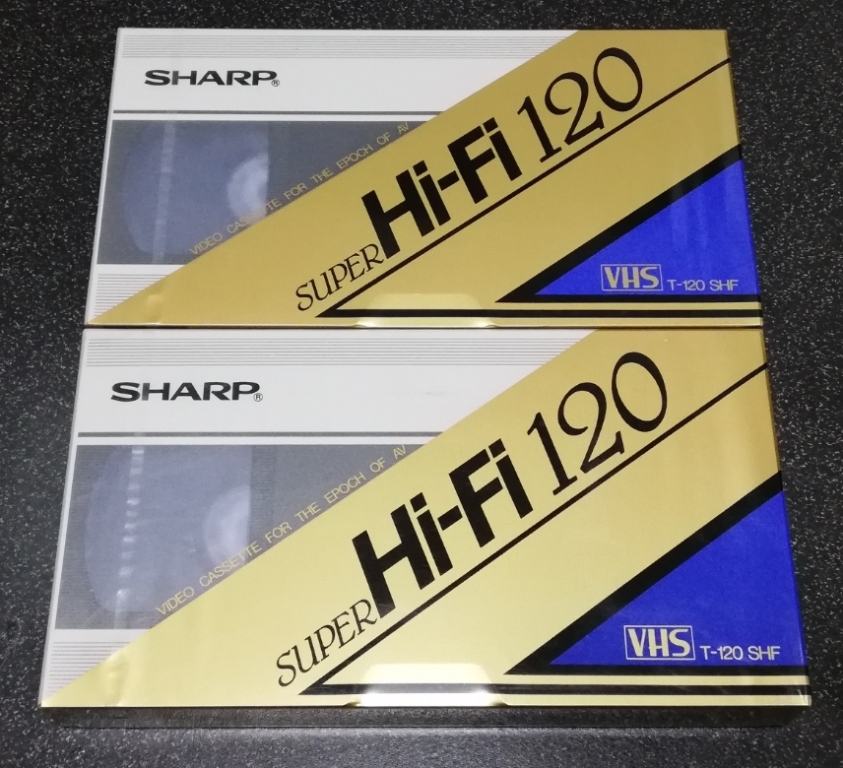 SHARP®
VIDEO CASSETTE FOR THE EPOCH OF AV
SUPER Hi-Fi 120
VHS T-120 SHF
SHARP®
VIDEO CASSETTE FOR THE EPOCH OF AV
SUPER Hi-Fi 120
VHS T-120 SHF